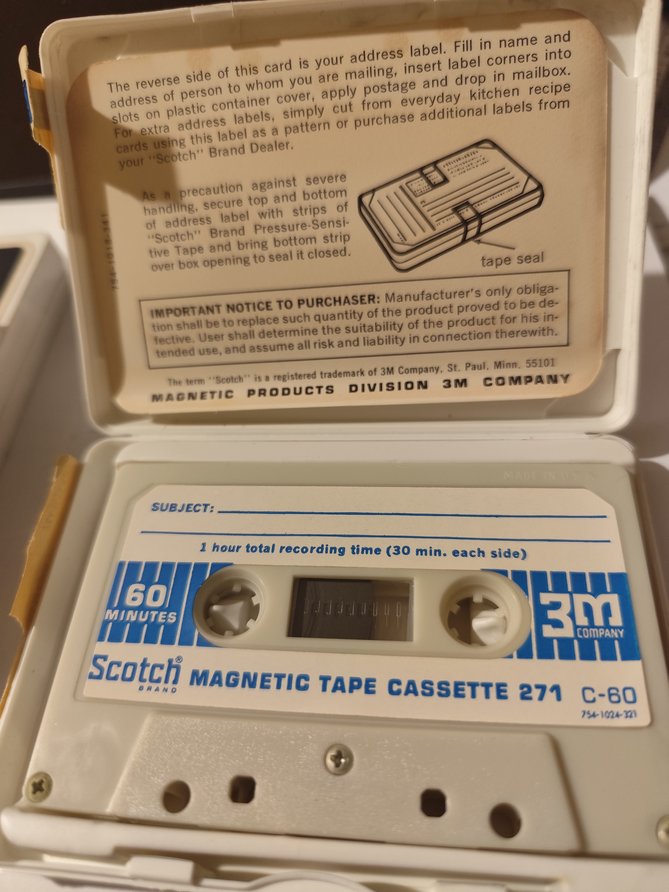 The reverse side of this card is your address label. Fill in name and
address of person to whom you are mailing, insert label corners into
slots on plastic container cover, apply postage and drop in mailbox.
For extra address labels, simply cut from everyday kitchen recipe
cards using this label as a pattern or purchase additional labels from
your "Scotch" Brand Dealer.
As a precaution against severe
handling, secure top and bottom
of address label with strips of
"Scotch" Brand Pressure-Sensi-
tive Tape and bring bottom strip
over box opening to seal it closed.
tape seal
IMPORTANT NOTICE TO PURCHASER: Manufacturer's only obliga-
tion shall be to replace such quantity of the product proved to be de-
fective. User shall determine the suitability of the product for his in-
tended use, and assume all risk and liability in connection therewith.
The term "Scotch" is a registered trademark of 3M Company, St. Paul, Minn. 55101
MAGNETIC PRODUCTS DIVISION 3M COMPANY
MADE IN U.S.A.
SUBJECT:
1 hour total recording time (30 min. each side)
60
MINUTES
3M
COMPANY
Scotch®
BRAND
MAGNETIC TAPE CASSETTE 271
C-60
754-1024-321